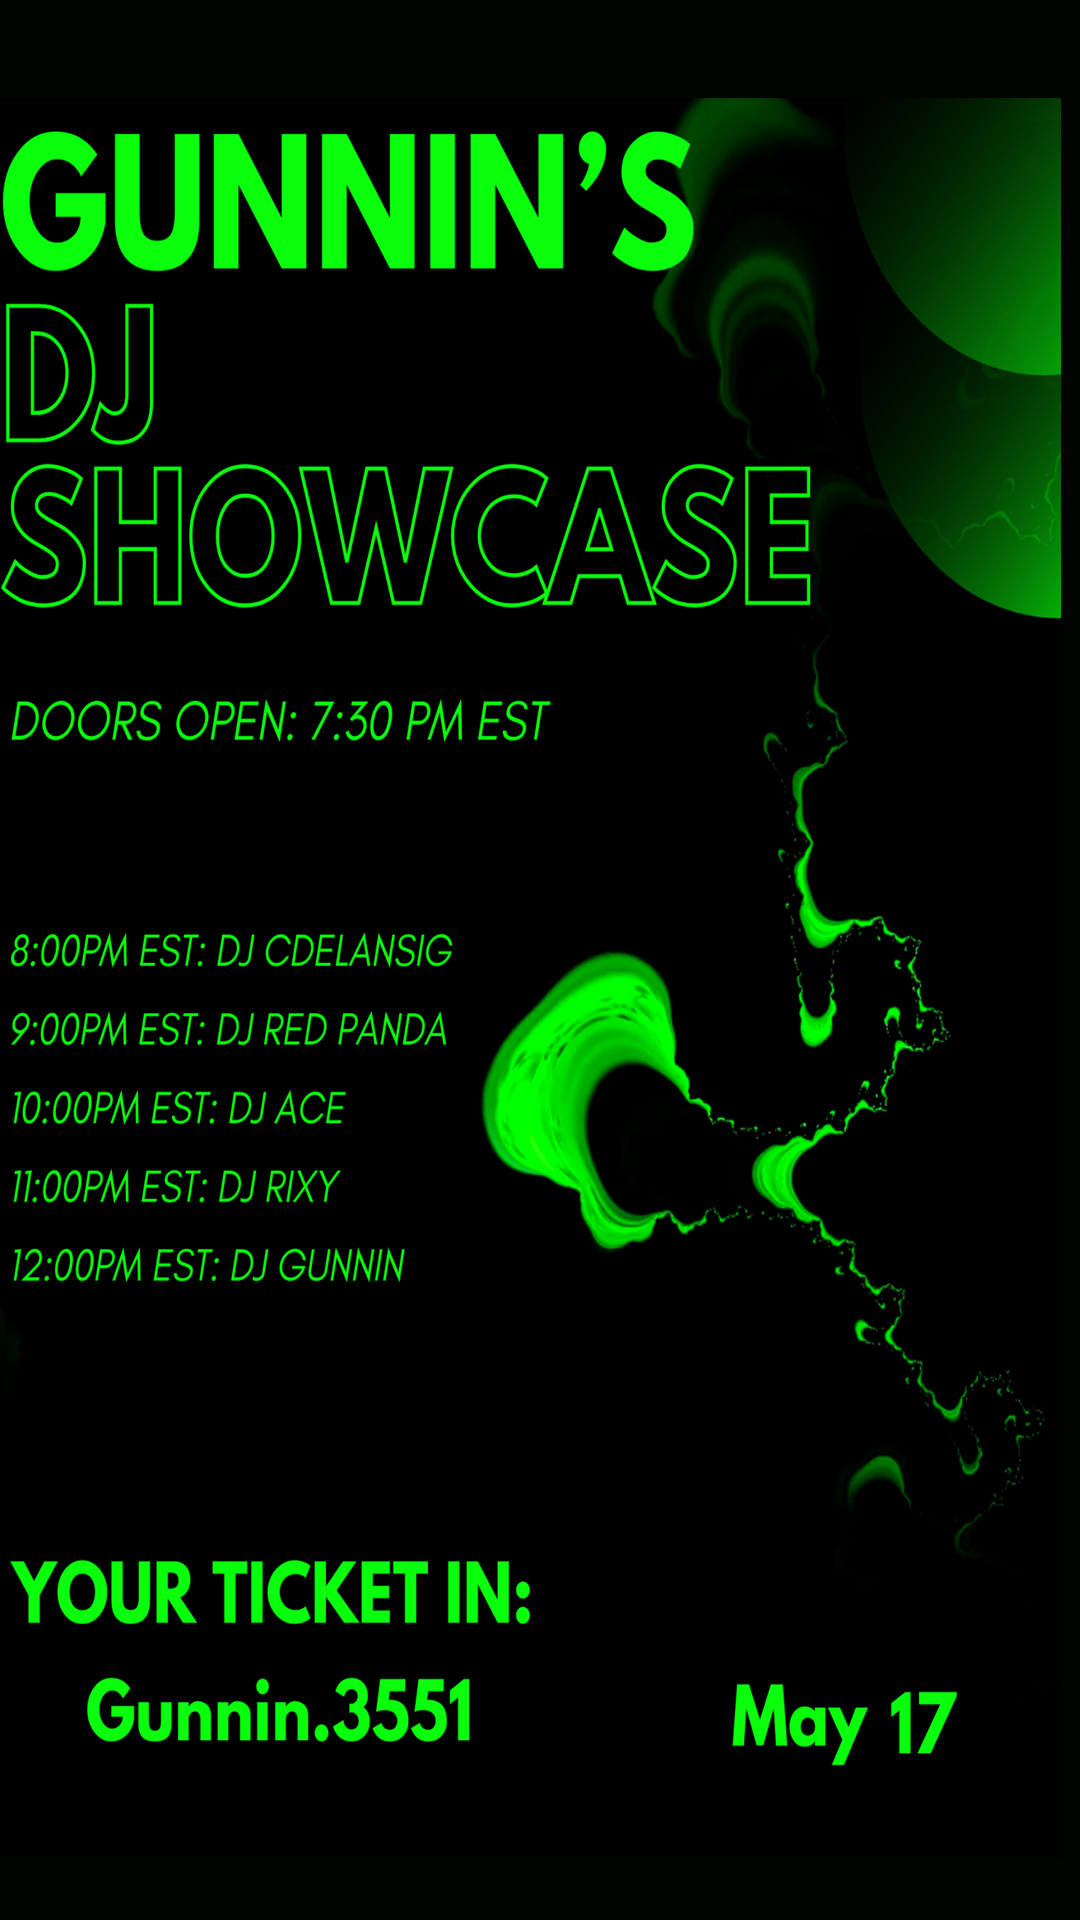 GUNNIN’S
DJ
SHOWCASE
DOORS OPEN: 7:30 PM EST
8:00PM EST: DJ CDELANSIG
9:00PM EST: DJ RED PANDA
10:00PM EST: DJ ACE
11:00PM EST: DJ RIXY
12:00PM EST: DJ GUNNIN
YOUR TICKET IN:
Gunnin.3551
May 17